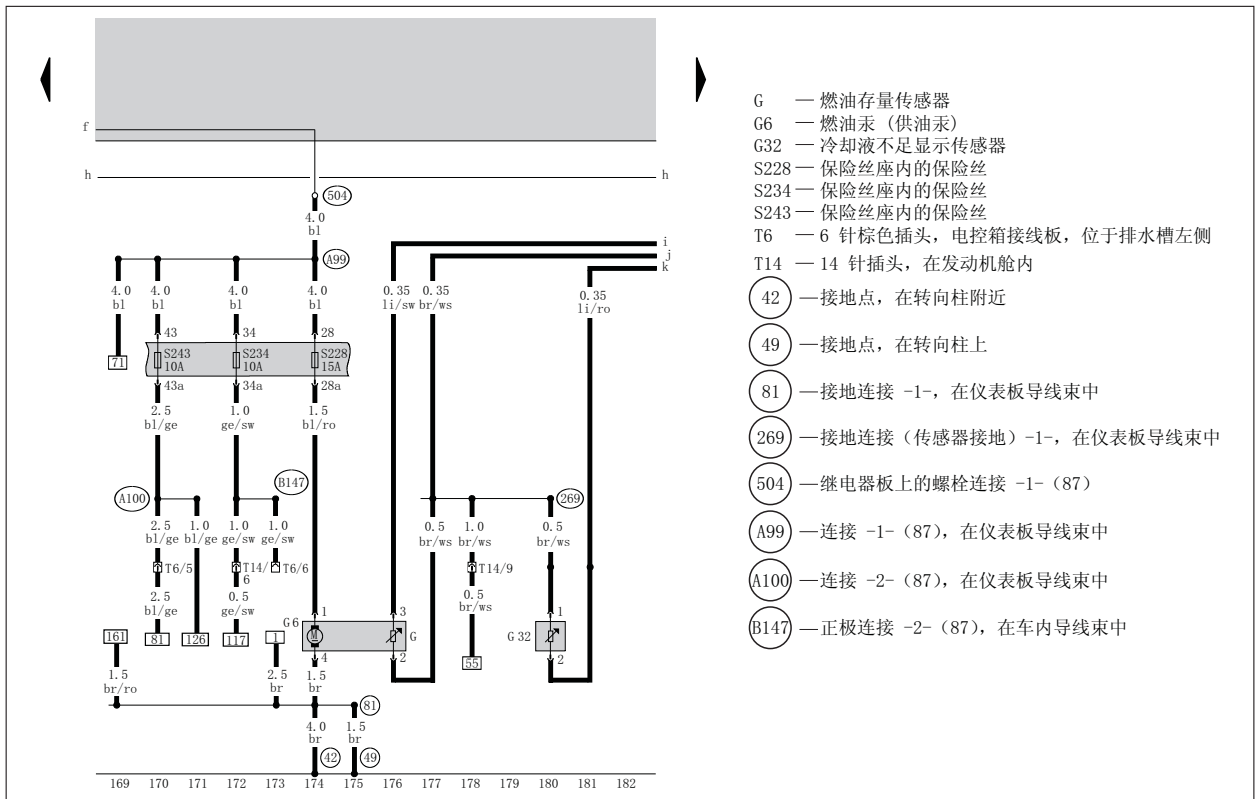 f
h h
504
4.0
bl
A99
i
j
k
4.0 4.0 4.0 4.0 0.35 0.35 0.35
bl bl bl bl li/sw br/ws li/ro
43 34 28
71
S243 S234 S228
10A 10A 15A
43a 34a 28a
2.5 1.0 1.5
bl/ge ge/sw bl/ro
B147
A100 269
2.5 1.0 1.0 1.0 0.5 1.0 0.5
bl/ge bl/ge ge/sw ge/sw br/ws br/ws br/ws
T6/5 T14/6 T6/6 T14/9
2.5 0.5 0.5
bl/ge ge/sw br/ws
1 3 1
G6 M G G 32
161 81 126 117 1
4 2 55 2
1.5 2.5 1.5
br/ro br br
81
4.0 1.5
br br
42 49
169 170 171 172 173 174 175 176 177 178 179 180 181 182
G — 燃油存量传感器
G6 — 燃油汞 (供油汞)
G32 — 冷却液不足显示传感器
S228 — 保险丝座内的保险丝
S234 — 保险丝座内的保险丝
S243 — 保险丝座内的保险丝
T6 — 6 针棕色插头，电控箱接线板，位于排水槽左侧
T14 — 14 针插头，在发动机舱内
42 —接地点，在转向柱附近
49 —接地点，在转向柱上
81 —接地连接 -1-，在仪表板导线束中
269 —接地连接（传感器接地）-1-，在仪表板导线束中
504 —继电器板上的螺栓连接 -1-（87）
A99 —连接 -1-（87），在仪表板导线束中
A100 —连接 -2-（87），在仪表板导线束中
B147 —正极连接 -2-（87），在车内导线束中